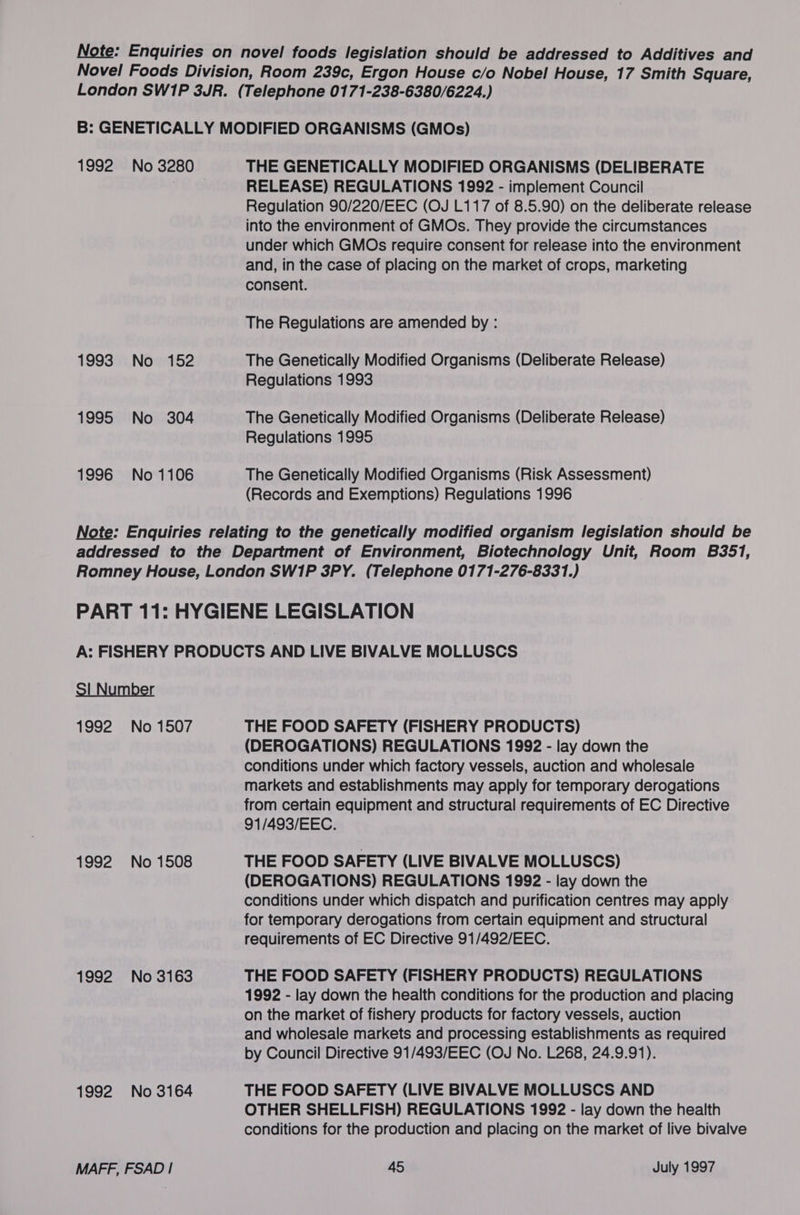 Note: Enquiries on novel foods legislation should be addressed to Additives and
Novel Foods Division, Room 239c, Ergon House c/o Nobel House, 17 Smith Square,
London SW1P 3JR. (Telephone 0171-238-6380/6224.)
B: GENETICALLY MODIFIED ORGANISMS (GMOs)
1992 No 3280 THE GENETICALLY MODIFIED ORGANISMS (DELIBERATE
RELEASE) REGULATIONS 1992 - implement Council
Regulation 90/220/EEC (OJ L117 of 8.5.90) on the deliberate release
into the environment of GMOs. They provide the circumstances
under which GMOs require consent for release into the environment
and, in the case of placing on the market of crops, marketing
consent.
The Regulations are amended by :
1993 No 152 The Genetically Modified Organisms (Deliberate Release)
Regulations 1993
1995 No 304 The Genetically Modified Organisms (Deliberate Release)
Regulations 1995
1996 No 1106 The Genetically Modified Organisms (Risk Assessment)
(Records and Exemptions) Regulations 1996
Note: Enquiries relating to the genetically modified organism legislation should be
addressed to the Department of Environment, Biotechnology Unit, Room B351,
Romney House, London SW1P 3PY. (Telephone 0171-276-8331.)
PART 11: HYGIENE LEGISLATION
A: FISHERY PRODUCTS AND LIVE BIVALVE MOLLUSCS
SI Number
1992 No 1507 THE FOOD SAFETY (FISHERY PRODUCTS)
(DEROGATIONS) REGULATIONS 1992 - lay down the
conditions under which factory vessels, auction and wholesale
markets and establishments may apply for temporary derogations
from certain equipment and structural requirements of EC Directive
91/493/EEC.
1992 No 1508 THE FOOD SAFETY (LIVE BIVALVE MOLLUSCS)
(DEROGATIONS) REGULATIONS 1992 - lay down the
conditions under which dispatch and purification centres may apply
for temporary derogations from certain equipment and structural
requirements of EC Directive 91/492/EEC.
1992 No 3163 THE FOOD SAFETY (FISHERY PRODUCTS) REGULATIONS
1992 - lay down the health conditions for the production and placing
on the market of fishery products for factory vessels, auction
and wholesale markets and processing establishments as required
by Council Directive 91/493/EEC (OJ No. L268, 24.9.91).
1992 No 3164 THE FOOD SAFETY (LIVE BIVALVE MOLLUSCS AND
OTHER SHELLFISH) REGULATIONS 1992 - lay down the health
conditions for the production and placing on the market of live bivalve
MAFF, FSAD I 45 July 1997